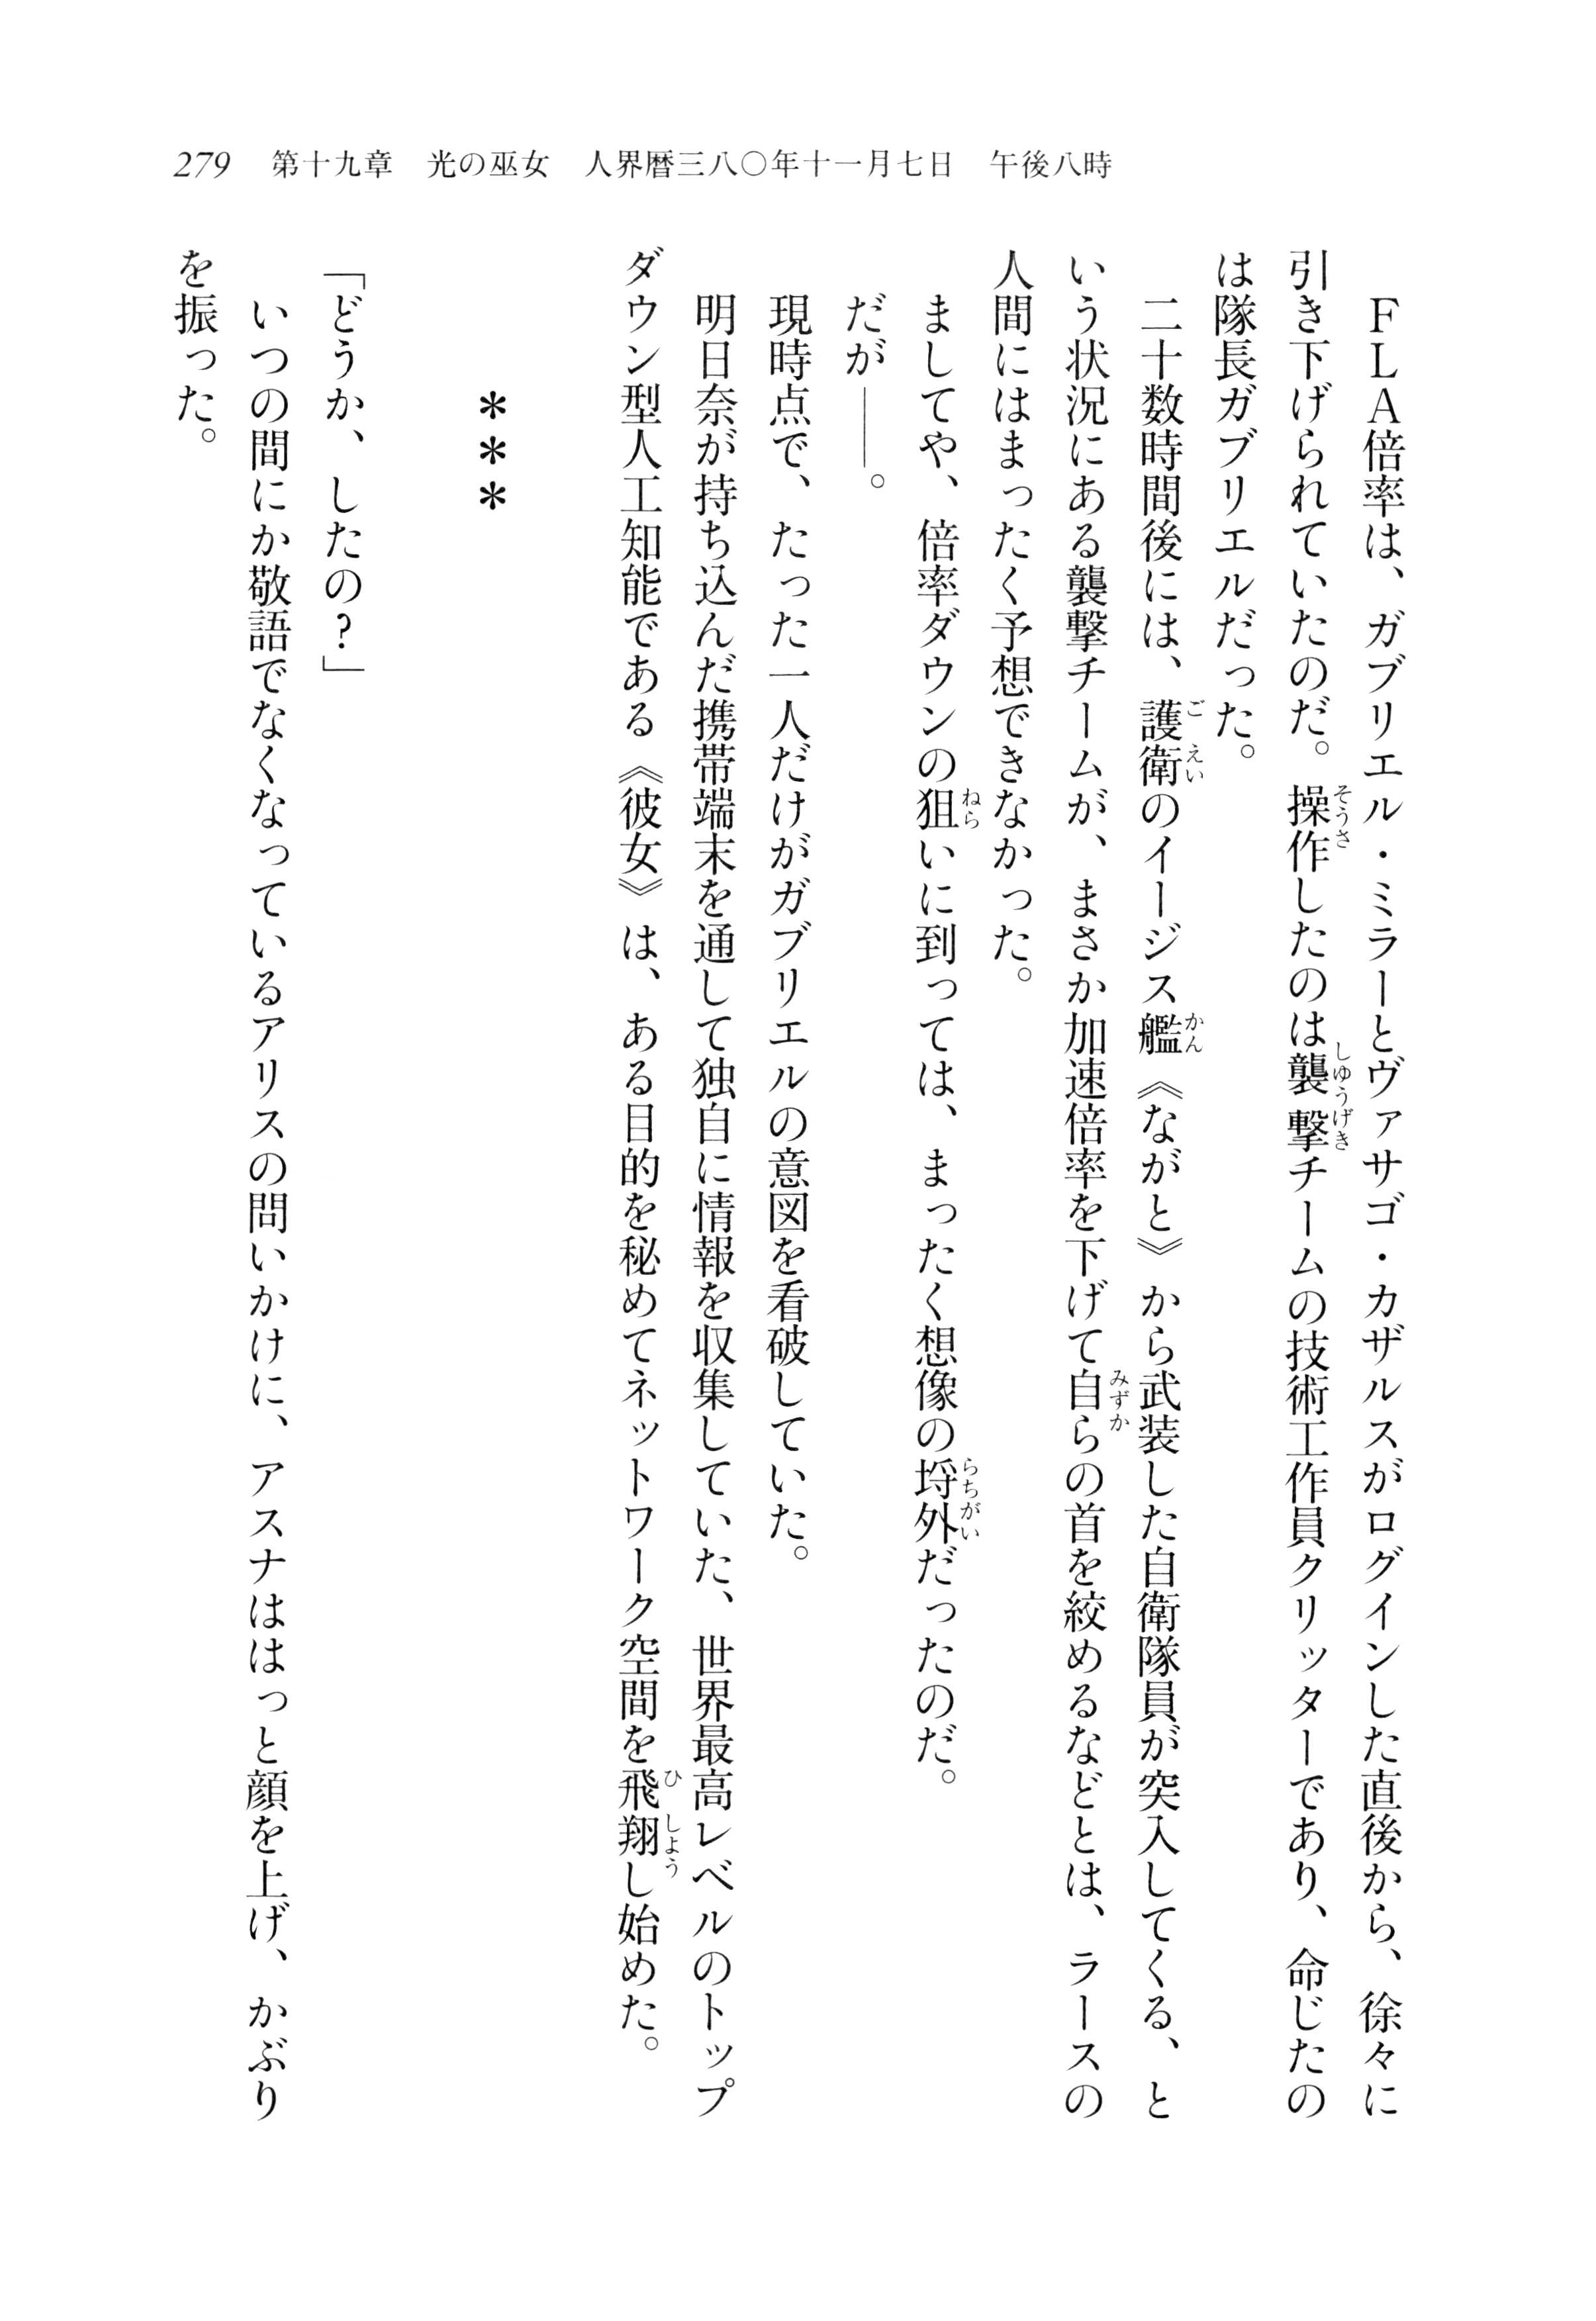 279　第十九章　光の巫女　人界暦三八〇年十一月七日　午後八時
　ＦＬＡ倍率は、ガブリエル・ミラーとヴァサゴ・カザルスがログインした直後から、徐々に
引き下げられていたのだ。操作したのは襲撃チームの技術工作員クリッターであり、命じたの
は隊長ガブリエルだった。
　二十数時間後には、護衛のイージス艦《ながと》から武装した自衛隊員が突入してくる、と
いう状況にある襲撃チームが、まさか加速倍率を下げて自らの首を絞めるなどとは、ラースの
人間にはまったく予想できなかった。
　ましてや、倍率ダウンの狙いに到っては、まったく想像の埒外だったのだ。
　だが――。
　現時点で、たった一人だけがガブリエルの意図を看破していた。
　明日奈が持ち込んだ携帯端末を通して独自に情報を収集していた、世界最高レベルのトップ
ダウン型人工知能である《彼女》は、ある目的を秘めてネットワーク空間を飛翔し始めた。
＊＊＊
「どうか、したの？」
　いつの間にか敬語でなくなっているアリスの問いかけに、アスナははっと顔を上げ、かぶり
を振った。